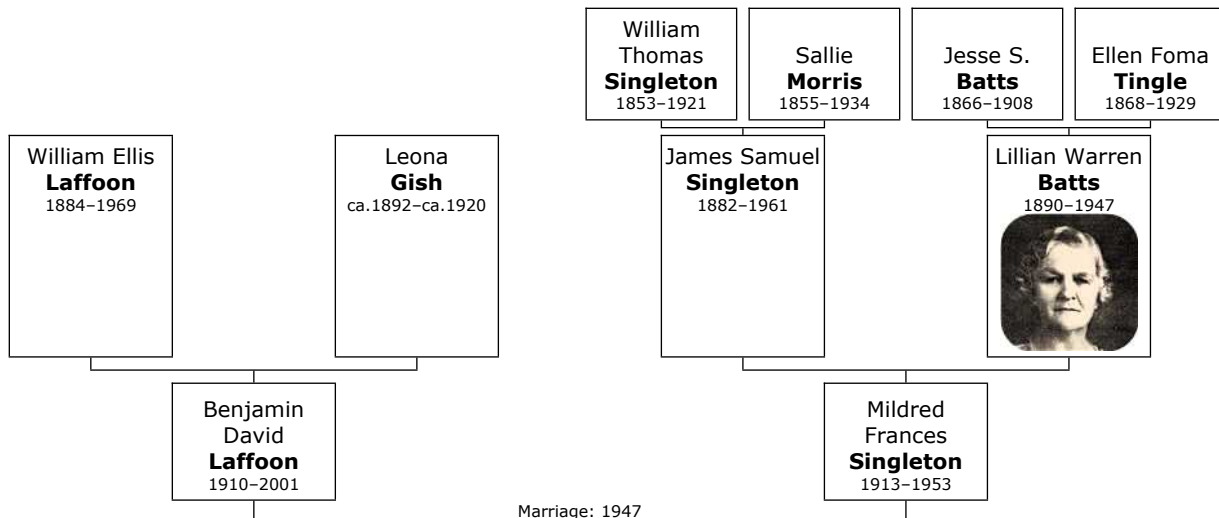 William
Thomas
Singleton
1853–1921
Sallie
Morris
1855–1934
Jesse S.
Batts
1866–1908
Ellen Foma
Tingle
1868–1929
William Ellis
Laffoon
1884–1969
Leona
Gish
ca.1892–ca.1920
James Samuel
Singleton
1882–1961
Lillian Warren
Batts
1890–1947
Benjamin
David
Laffoon
1910–2001
Mildred
Frances
Singleton
1913–1953
Marriage: 1947